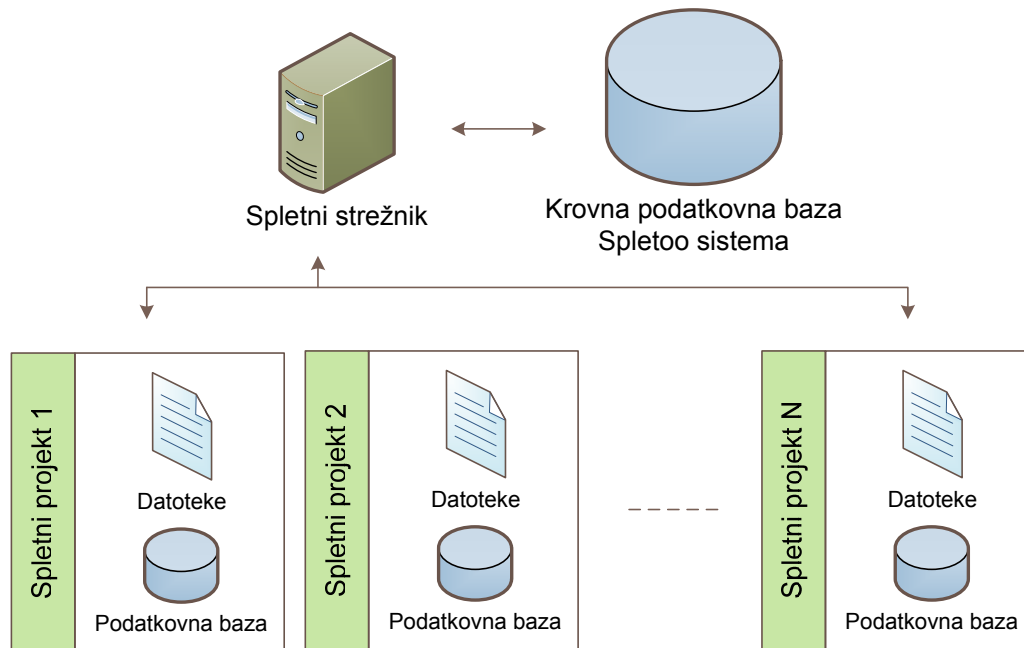 Spletni strežnik
Krovna podatkovna baza
Spletoo sistema
Spletni projekt 1
Datoteke
Podatkovna baza
Spletni projekt 2
Datoteke
Podatkovna baza
Spletni projekt N
Datoteke
Podatkovna baza